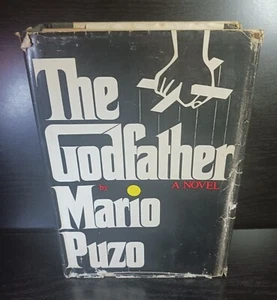 The
Godfather
by
A NOVEL
Mario
Puzo